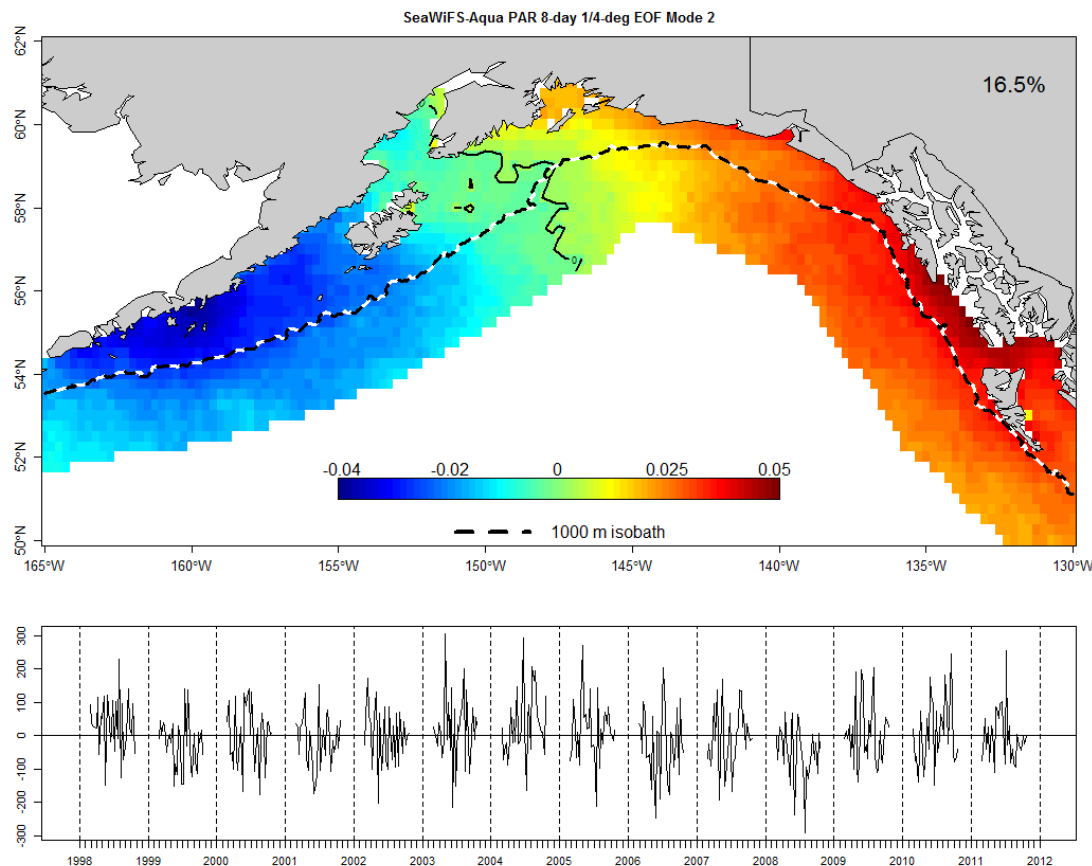 SeaWiFS-Aqua PAR 8-day 1/4-deg EOF Mode 2
62°N
60°N
58°N
56°N
54°N
52°N
50°N
16.5%
0
-0.04 -0.02 0 0.025 0.05
1000 m isobath
165°W 160°W 155°W 150°W 145°W 140°W 135°W 130°W
300
200
100
0
-100
-200
-300
1998 1999 2000 2001 2002 2003 2004 2005 2006 2007 2008 2009 2010 2011 2012